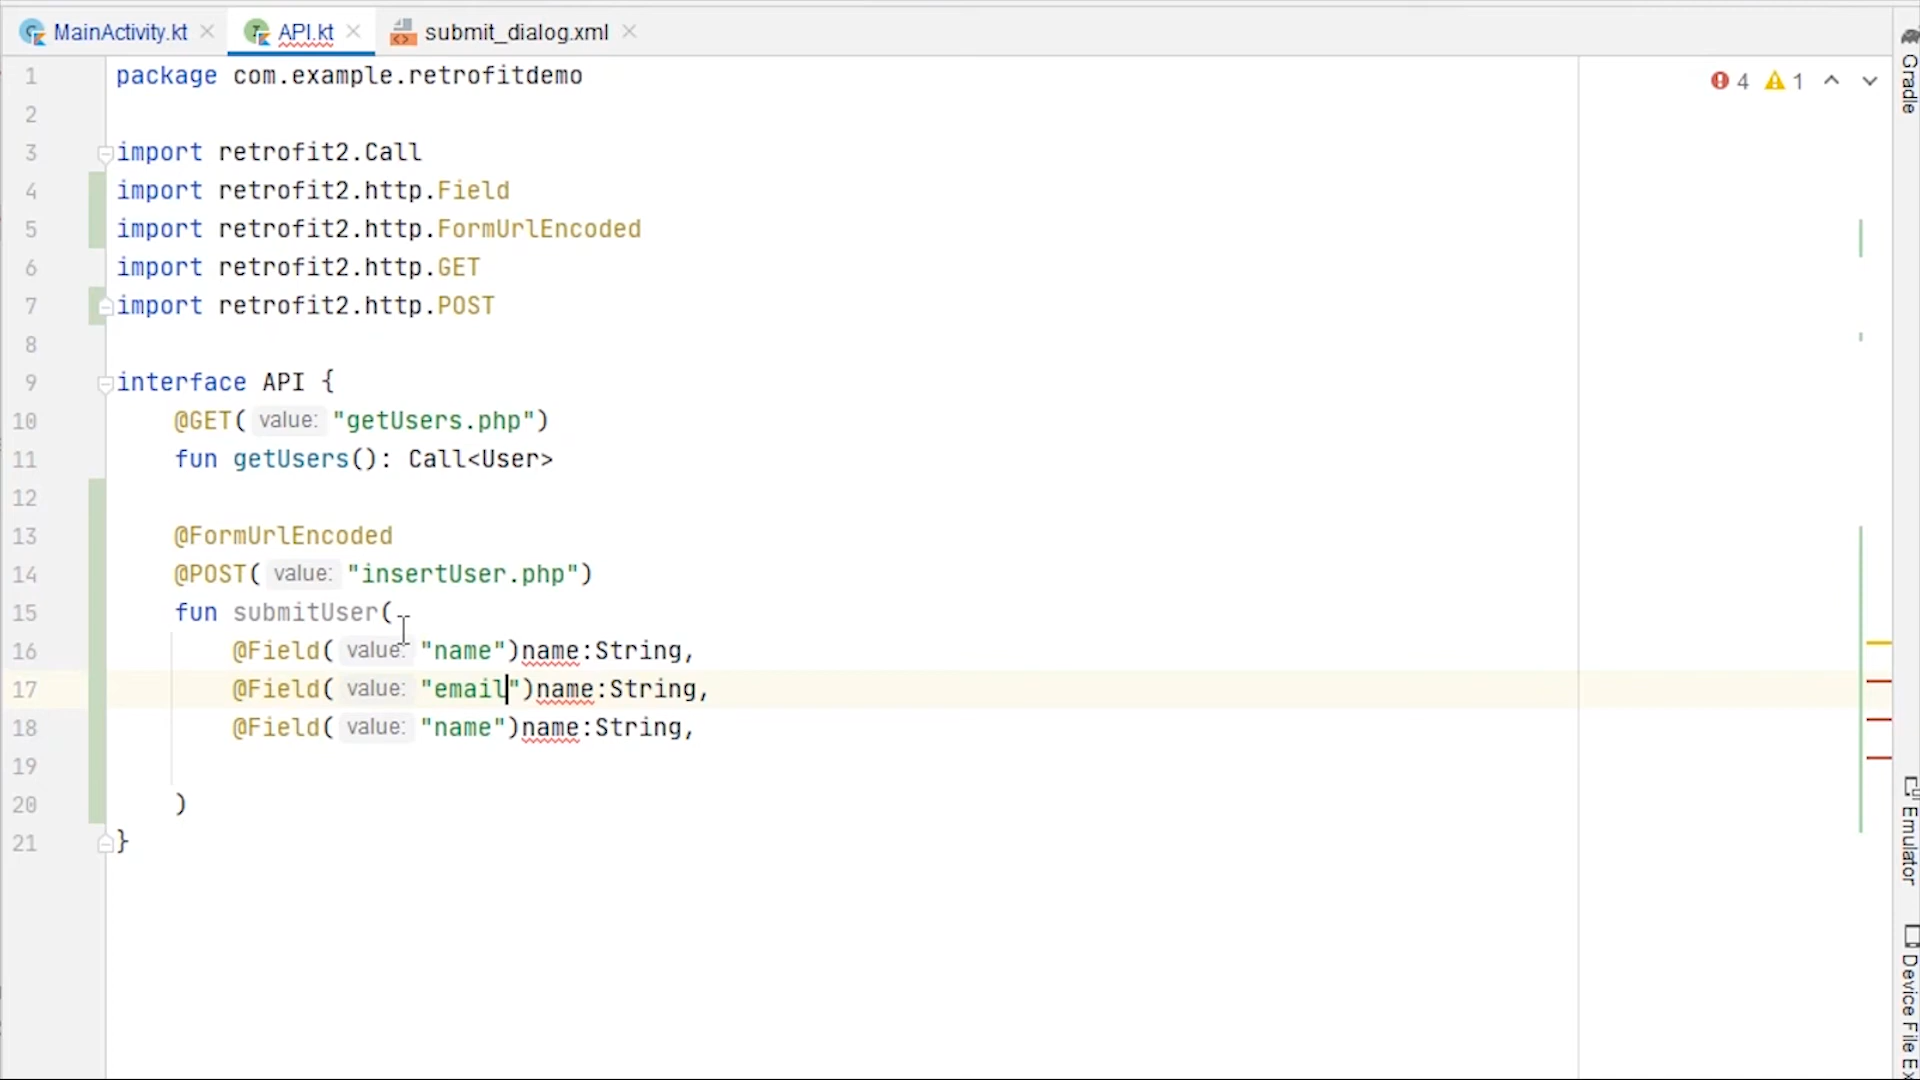 MainActivity.kt API.kt submit_dialog.xml
1 package com.example.retrofitdemo
4 1
2
3 import retrofit2.Call
4 import retrofit2.http.Field
5 import retrofit2.http.FormUrlEncoded
6 import retrofit2.http.GET
7 import retrofit2.http.POST
8
9 interface API {
10 @GET( value: "getUsers.php")
11 fun getUsers(): Call<User>
12
13 @FormUrlEncoded
14 @POST( value: "insertUser.php")
15 fun submitUser(
16 @Field( value: "name")name:String,
17 @Field( value: "email")name:String,
18 @Field( value: "name")name:String,
19
20 )
21 }
Gradle
Emulator
Device File Ex